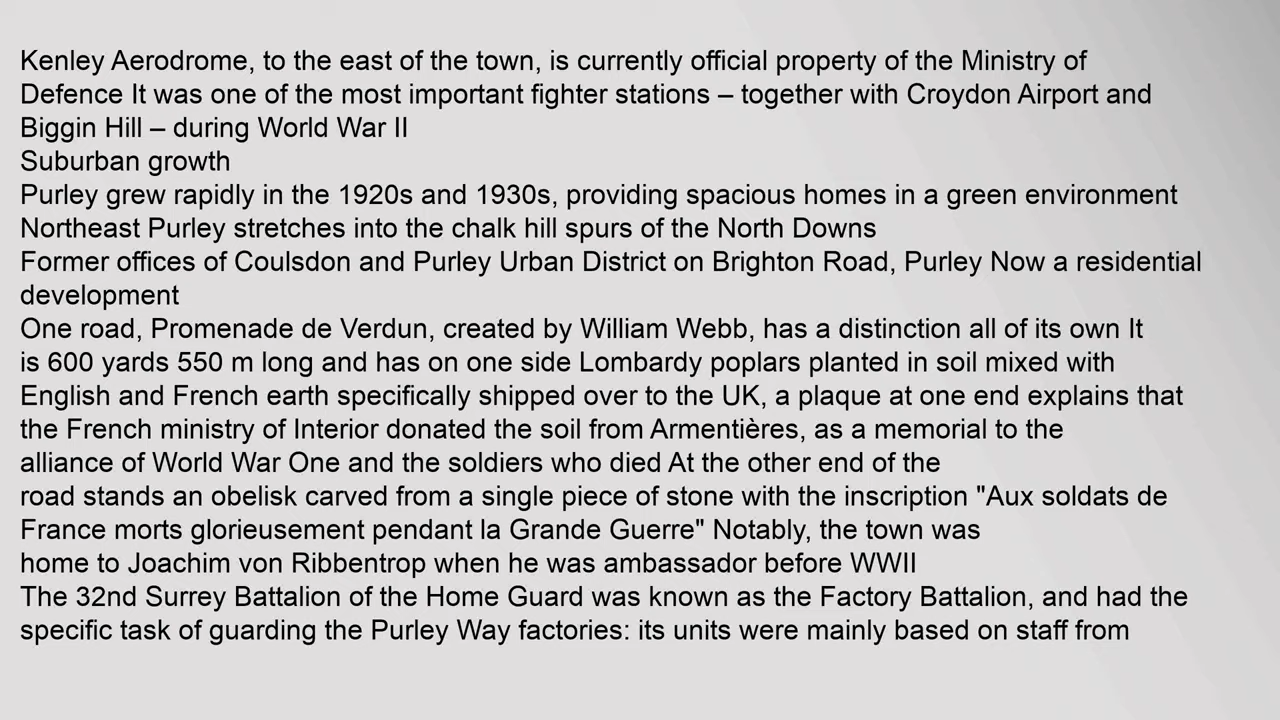 Kenley Aerodrome, to the east of the town, is currently official property of the Ministry of
Defence It was one of the most important fighter stations – together with Croydon Airport and
Biggin Hill – during World War II
Suburban growth
Purley grew rapidly in the 1920s and 1930s, providing spacious homes in a green environment
Northeast Purley stretches into the chalk hill spurs of the North Downs
Former offices of Coulsdon and Purley Urban District on Brighton Road, Purley Now a residential
development
One road, Promenade de Verdun, created by William Webb, has a distinction all of its own It
is 600 yards 550 m long and has on one side Lombardy poplars planted in soil mixed with
English and French earth specifically shipped over to the UK, a plaque at one end explains that
the French ministry of Interior donated the soil from Armentières, as a memorial to the
alliance of World War One and the soldiers who died At the other end of the
road stands an obelisk carved from a single piece of stone with the inscription "Aux soldats de
France morts glorieusement pendant la Grande Guerre" Notably, the town was
home to Joachim von Ribbentrop when he was ambassador before WWII
The 32nd Surrey Battalion of the Home Guard was known as the Factory Battalion, and had the
specific task of guarding the Purley Way factories: its units were mainly based on staff from